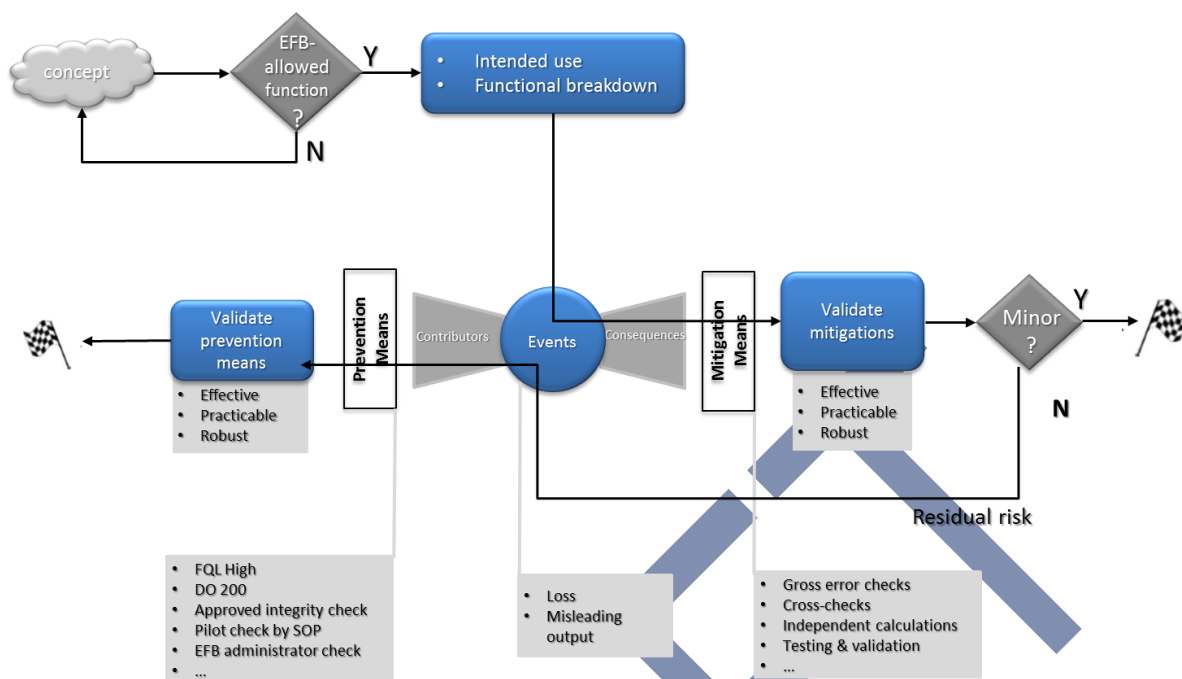 concept
EFB-
allowed
function
?
Y
N
• Intended use
• Functional breakdown
Validate
prevention
means
• Effective
• Practicable
• Robust
Prevention
Means
Contributors
Events
Consequences
Mitigation
Means
Validate
mitigations
• Effective
• Practicable
• Robust
Minor
?
Y
N
Residual risk
• FQL High
• DO 200
• Approved integrity check
• Pilot check by SOP
• EFB administrator check
• ...
• Loss
• Misleading
output
• Gross error checks
• Cross-checks
• Independent calculations
• Testing & validation
• ...